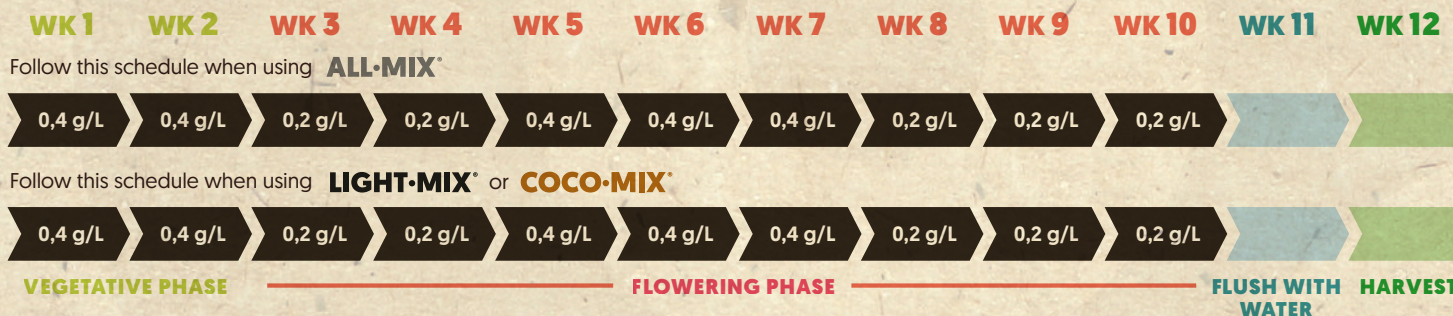 WK 1 WK 2 WK 3 WK 4 WK 5 WK 6 WK 7 WK 8 WK 9 WK 10 WK 11 WK 12
Follow this schedule when using ALL•MIX®
0,4 g/L 0,4 g/L 0,2 g/L 0,2 g/L 0,4 g/L 0,4 g/L 0,4 g/L 0,2 g/L 0,2 g/L 0,2 g/L
Follow this schedule when using LIGHT•MIX® or COCO•MIX®
0,4 g/L 0,4 g/L 0,2 g/L 0,2 g/L 0,4 g/L 0,4 g/L 0,4 g/L 0,2 g/L 0,2 g/L 0,2 g/L
VEGETATIVE PHASE FLOWERING PHASE FLUSH WITH HARVEST
WATER